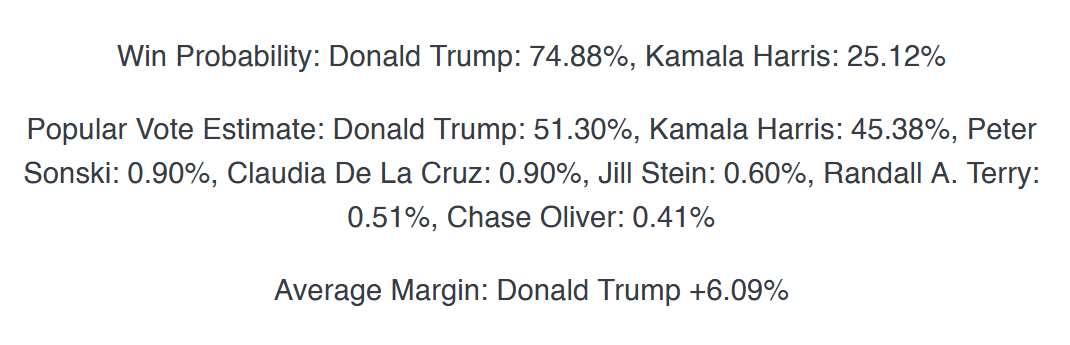 Win Probability: Donald Trump: 74.88%, Kamala Harris: 25.12%
Popular Vote Estimate: Donald Trump: 51.30%, Kamala Harris: 45.38%, Peter
Sonski: 0.90%, Claudia De La Cruz: 0.90%, Jill Stein: 0.60%, Randall A. Terry:
0.51%, Chase Oliver: 0.41%
Average Margin: Donald Trump +6.09%